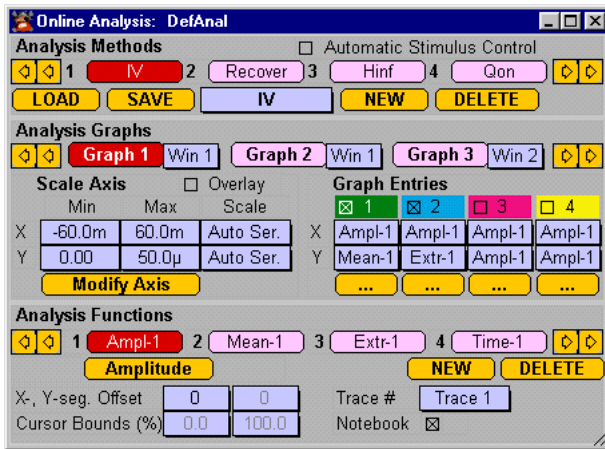 Online Analysis: DefAnal
Analysis Methods Automatic Stimulus Control
1 IV 2 Recover 3 Hinf 4 Qon
LOAD SAVE IV NEW DELETE
Analysis Graphs
Graph 1 Win 1 Graph 2 Win 1 Graph 3 Win 2
Scale Axis Overlay Graph Entries
Min Max Scale 1 2 3 4
X -60.0m 60.0m Auto Ser. X Ampl-1 Ampl-1 Ampl-1 Ampl-1
Y 0.00 50.0µ Auto Ser. Y Mean-1 Extr-1 Ampl-1 Ampl-1
Modify Axis ... ... ... ...
Analysis Functions
1 Ampl-1 2 Mean-1 3 Extr-1 4 Time-1
Amplitude NEW DELETE
X-, Y-seg. Offset 0 0 Trace # Trace 1
Cursor Bounds (%) 0.0 100.0 Notebook